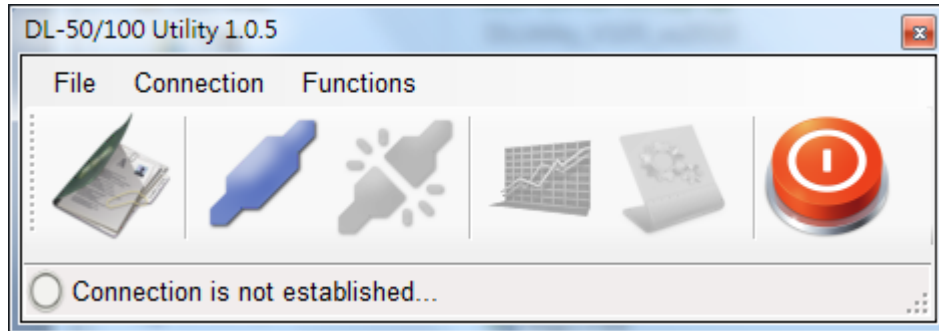 DL-50/100 Utility 1.0.5
File Connection Functions
Connection is not established...